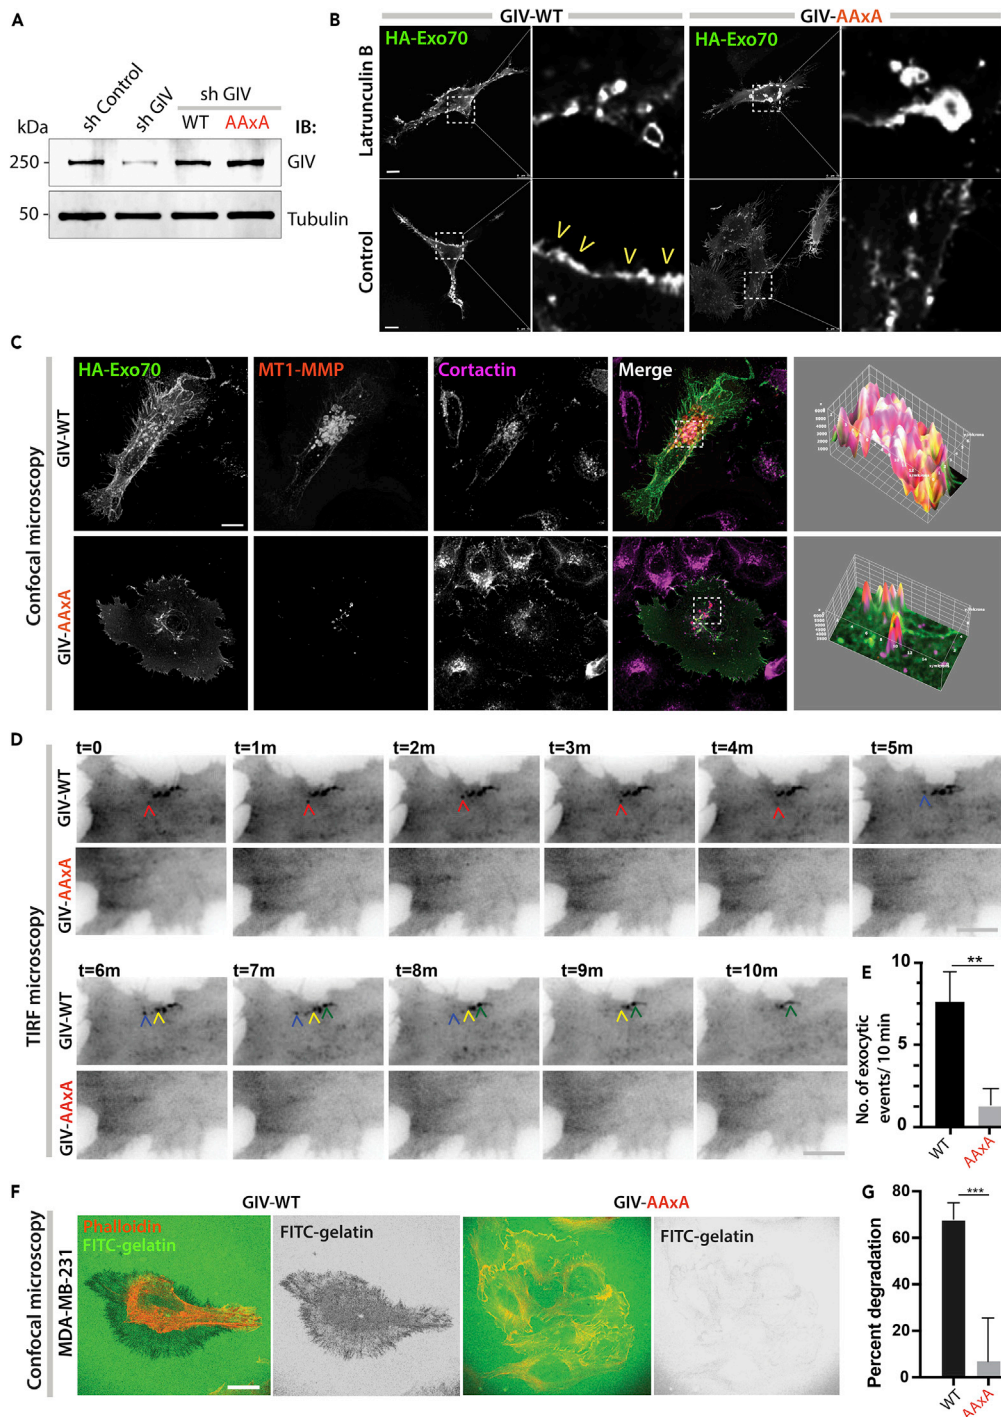 A
sh Control
sh GIV
sh GIV
WT
AAxA
kDa
IB:
250 -
GIV
50 -
Tubulin
B
GIV-WT
GIV-AAxA
Latrunculin B
HA-Exo70
HA-Exo70
Control
C
Confocal microscopy
GIV-WT
HA-Exo70
MT1-MMP
Cortactin
Merge
GIV-AAxA
D
TIRF microscopy
t=0
t=1m
t=2m
t=3m
t=4m
t=5m
GIV-WT
GIV-AAxA
t=6m
t=7m
t=8m
t=9m
t=10m
GIV-WT
GIV-AAxA
E
No. of exocytic
events/ 10 min
10
5
0
**
WT
AAxA
F
Confocal microscopy
MDA-MB-231
GIV-WT
GIV-AAxA
Phalloidin
FITC-gelatin
FITC-gelatin
FITC-gelatin
G
Percent degradation
80
60
40
20
0
***
WT
AAxA